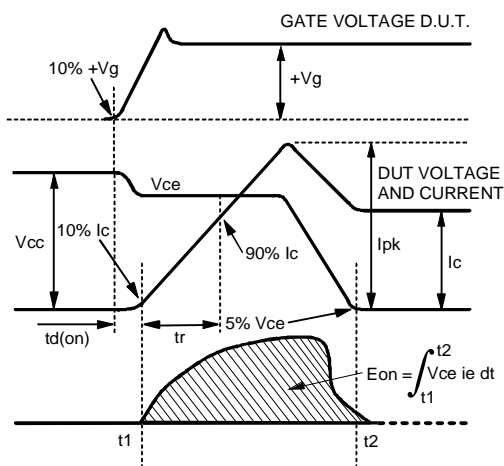 GATE VOLTAGE D.U.T.
10% +Vg
+Vg
Vce
DUT VOLTAGE
AND CURRENT
Vcc
10% Ic
90% Ic
Ipk
Ic
td(on)
tr
5% Vce
Eon = ∫ Vce ie dt
t2
t1
t1
t2